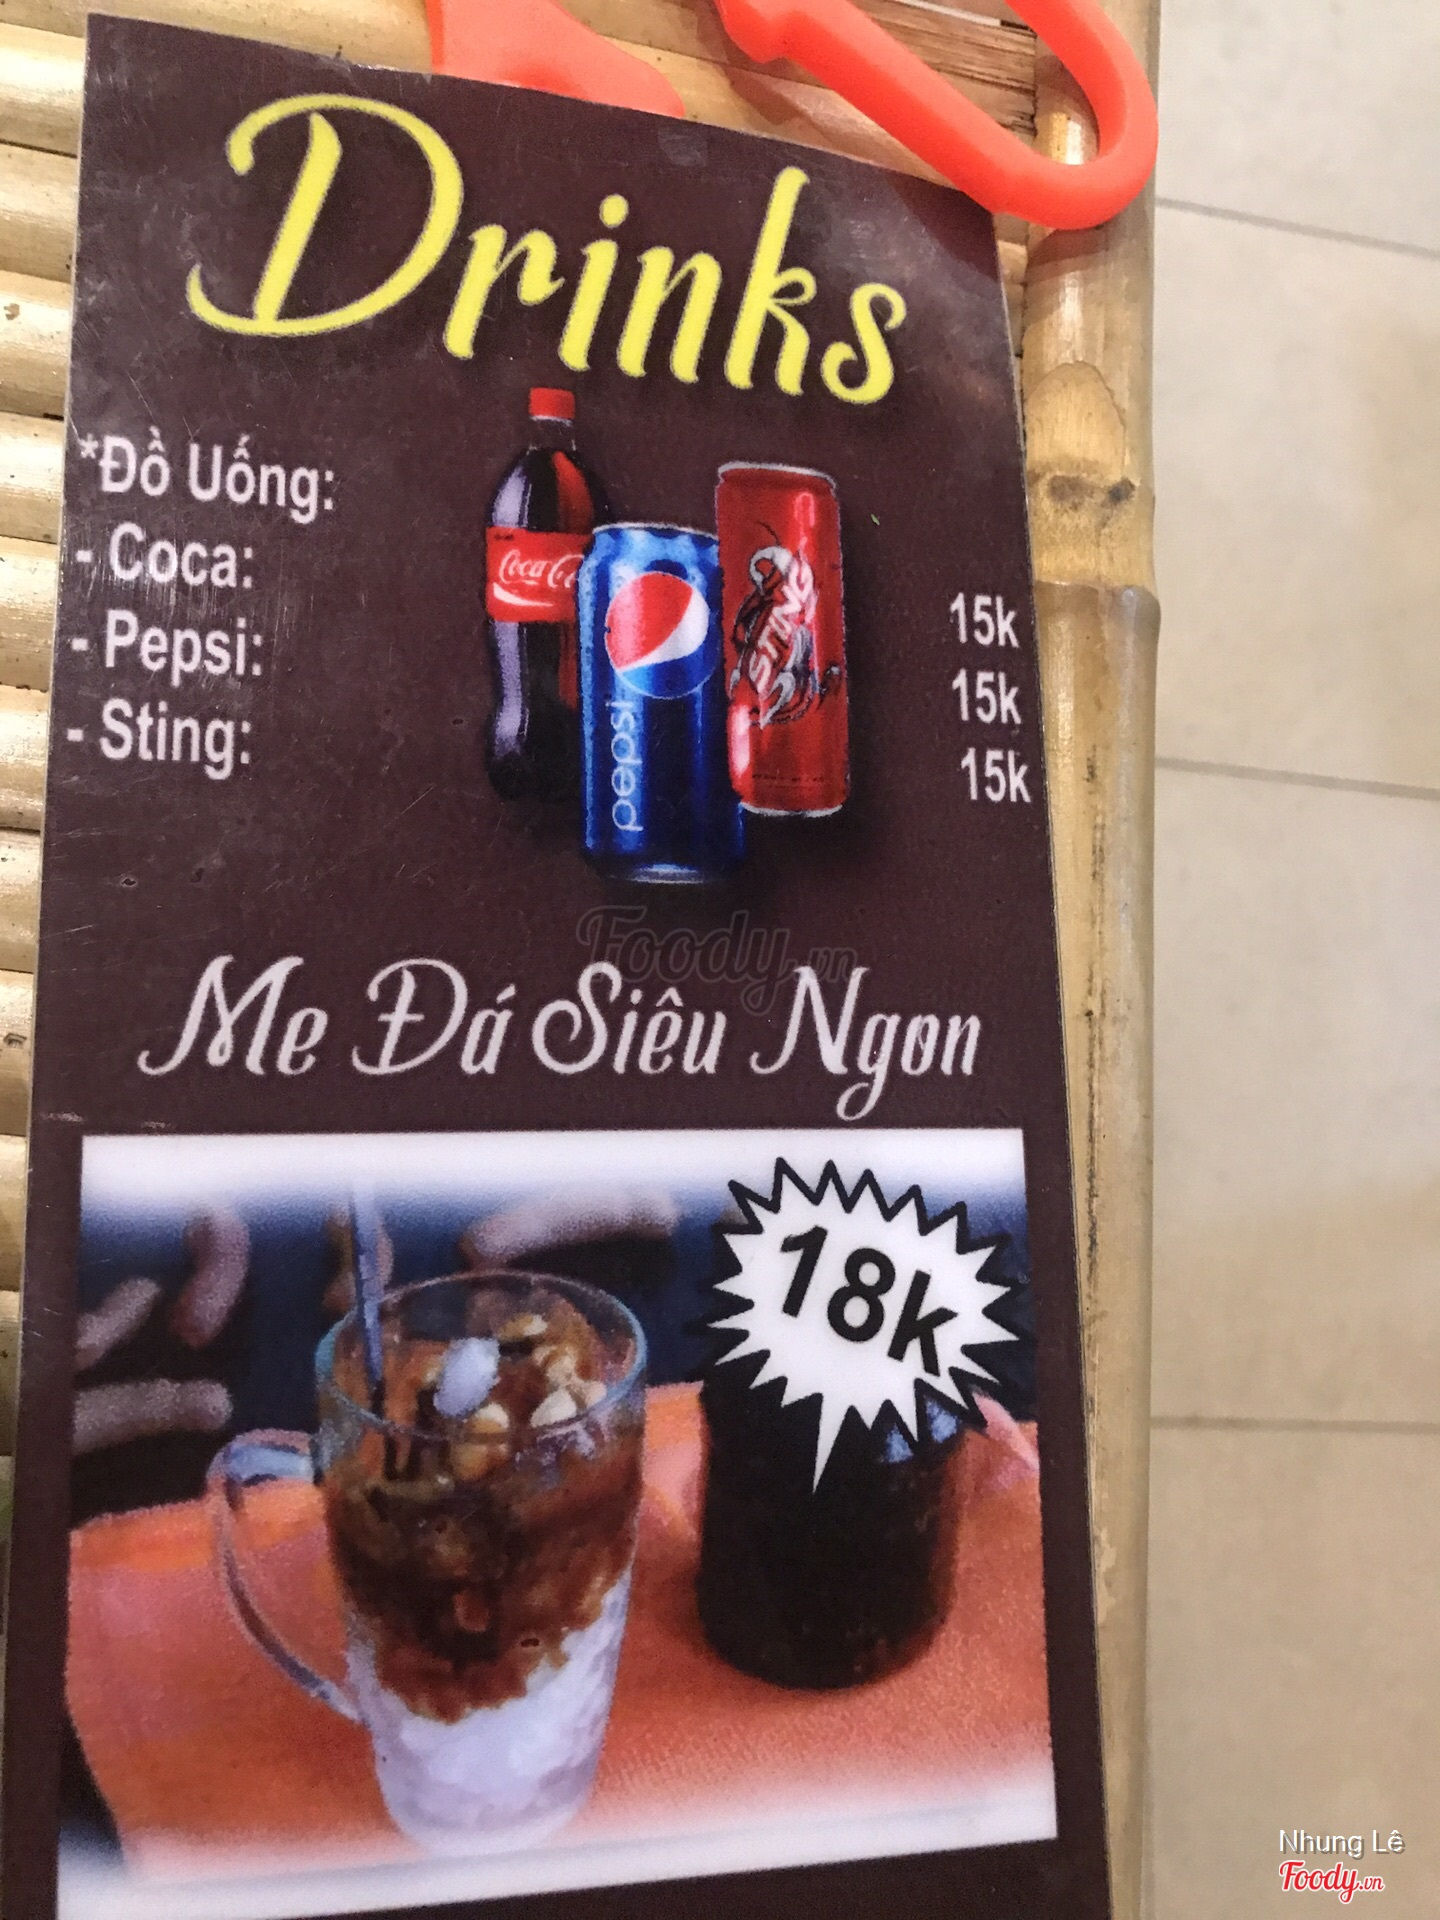 Drinks
*Đồ Uống:
- Coca: 15k
- Pepsi: 15k
- Sting: 15k
Coca Co
pepsi
STING
Foody.vn
Me Đá Siêu Ngon
18k
Nhung Lê
Foody.vn